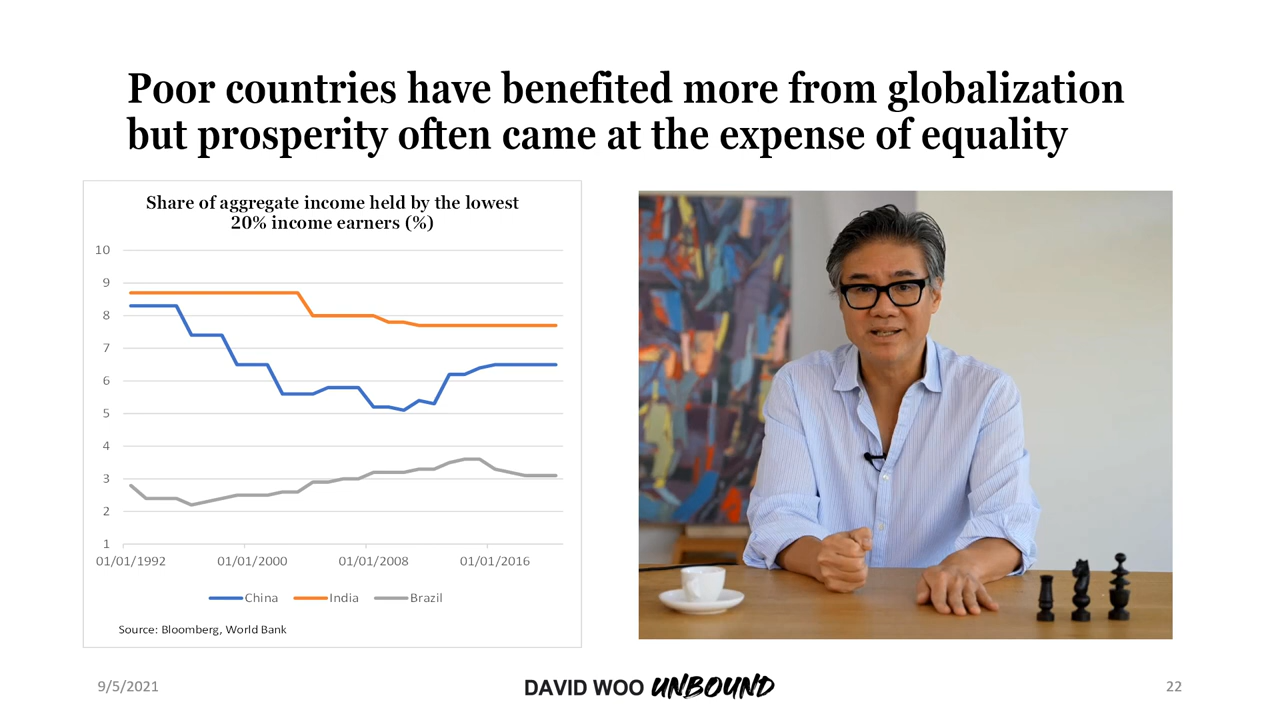 Poor countries have benefited more from globalization
but prosperity often came at the expense of equality
Share of aggregate income held by the lowest
20% income earners (%)
10
9
8
7
6
5
4
3
2
1
01/01/1992 01/01/2000 01/01/2008 01/01/2016
China India Brazil
Source: Bloomberg, World Bank
9/5/2021
DAVID WOO UNBOUND
22